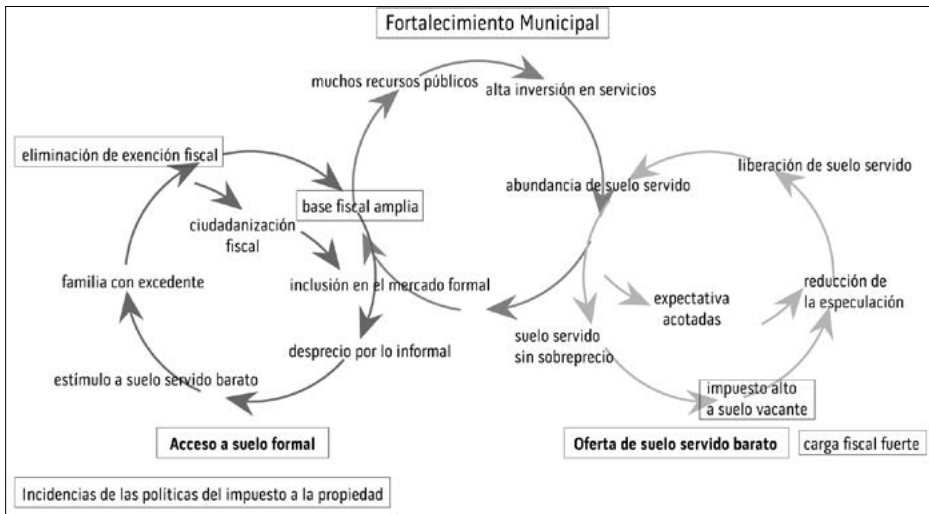 Fortalecimiento Municipal
muchos recursos públicos
alta inversión en servicios
eliminación de exención fiscal
liberación de suelo servido
abundancia de suelo servido
base fiscal amplia
ciudadanización
fiscal
familia con excedente
inclusión en el mercado formal
reducción de
la especulación
expectativa
acotadas
suelo servido
sin sobreprecio
desprecio por lo informal
estímulo a suelo servido barato
impuesto alto
a suelo vacante
Acceso a suelo formal
Oferta de suelo servido barato
carga fiscal fuerte
Incidencias de las políticas del impuesto a la propiedad